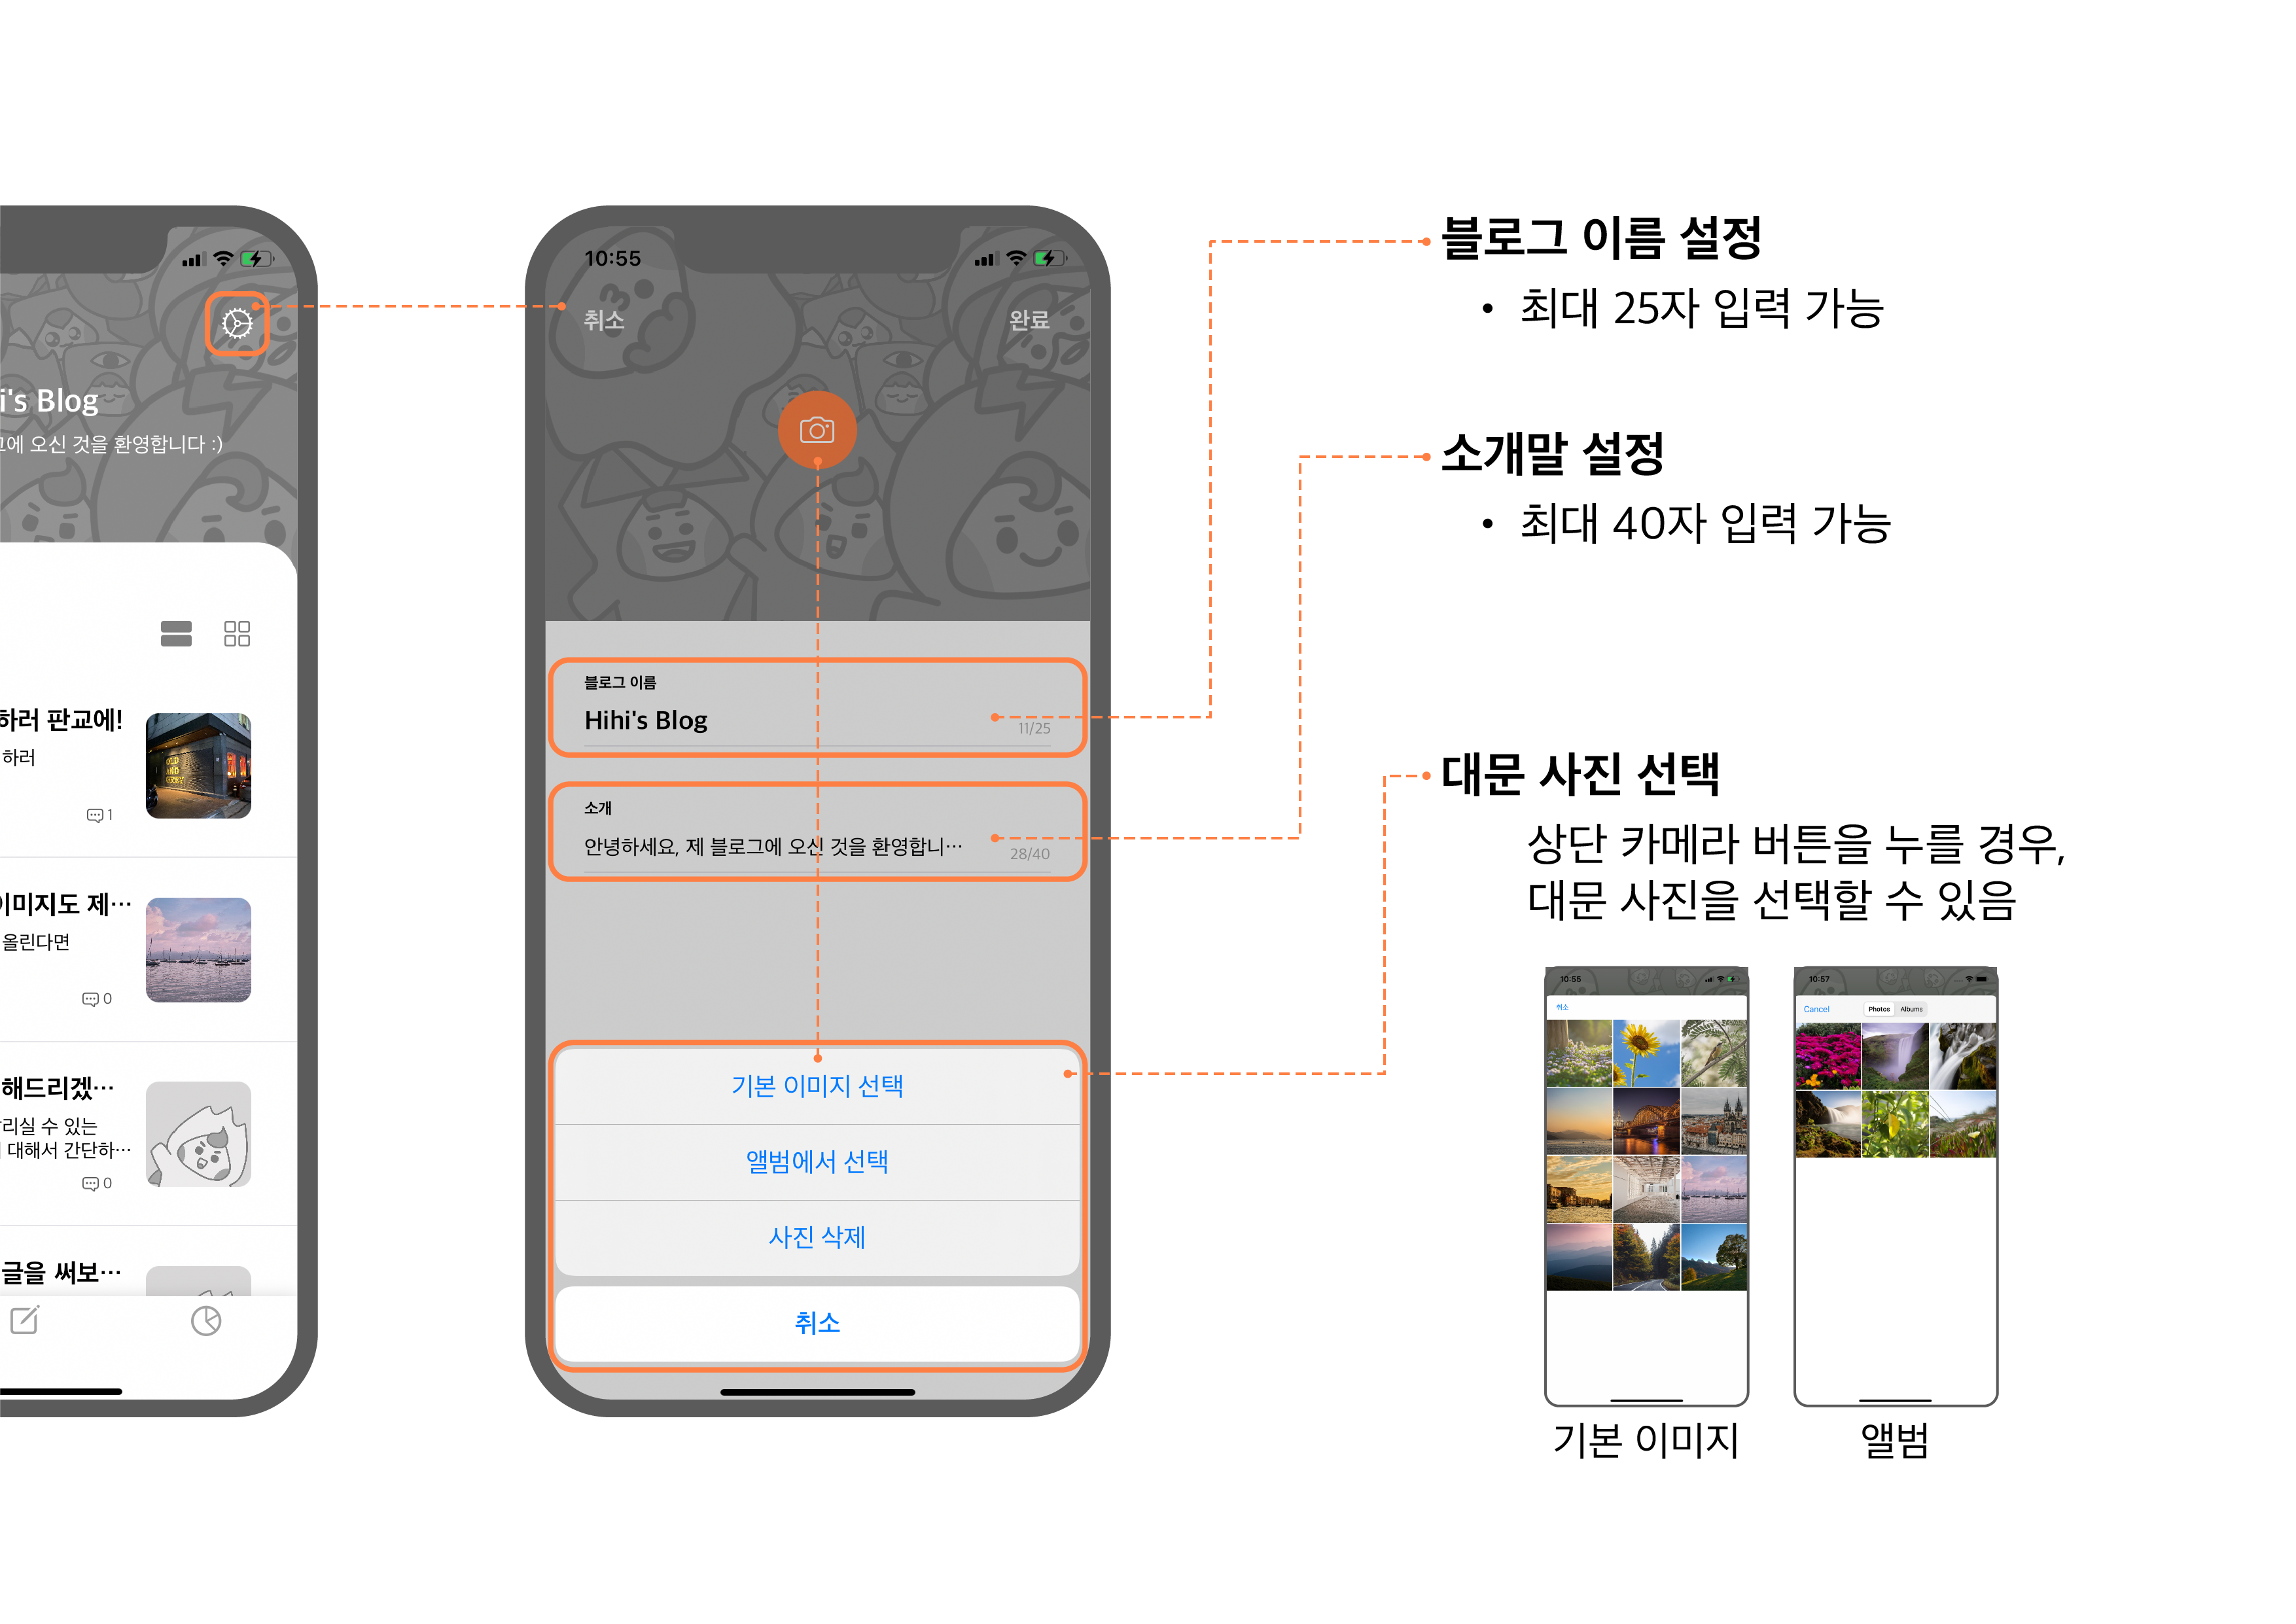 i's Blog
그에 오신 것을 환영합니다 :)
하러 판교에!
하러
1
OLD
AND
GREY
이미지도 제…
올린다면
0
해드리겠…
리실 수 있는
대해서 간단하…
0
글을 써보…
10:55
취소
완료
블로그 이름
Hihi's Blog
11/25
소개
안녕하세요, 제 블로그에 오신 것을 환영합니…
28/40
기본 이미지 선택
앨범에서 선택
사진 삭제
취소
블로그 이름 설정
• 최대 25자 입력 가능
소개말 설정
• 최대 40자 입력 가능
대문 사진 선택
상단 카메라 버튼을 누를 경우,
대문 사진을 선택할 수 있음
10:55
취소
기본 이미지
10:57
Cancel
Photos
Albums
앨범